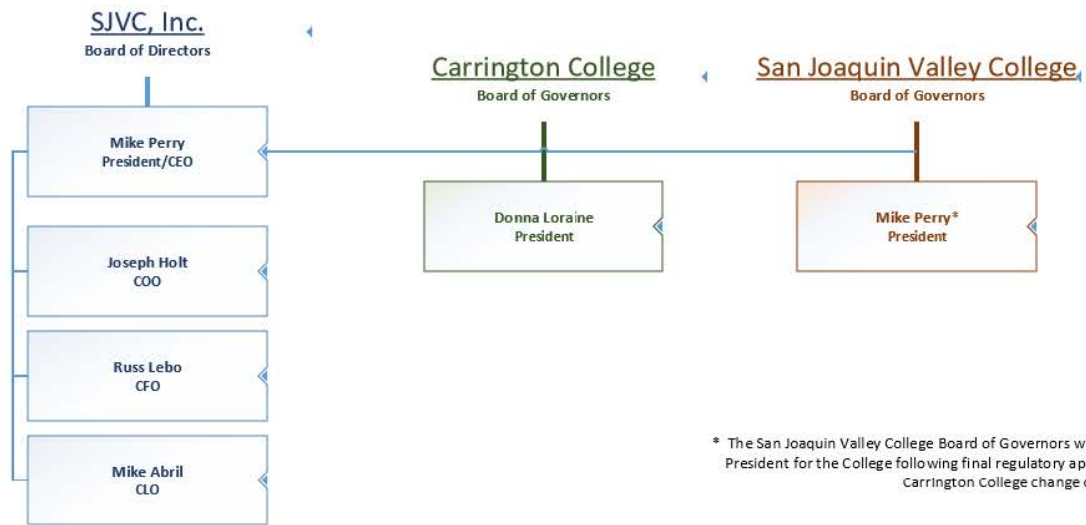 SJVC, Inc.
Board of Directors
Mike Perry
President/CEO
Joseph Holt
COO
Russ Lebo
CFO
Mike Abril
CLO
Carrington College
Board of Governors
Donna Loraine
President
San Joaquin Valley College
Board of Governors
Mike Perry*
President
* The San Joaquin Valley College Board of Governors
President for the College following final regulatory
Carrington College change